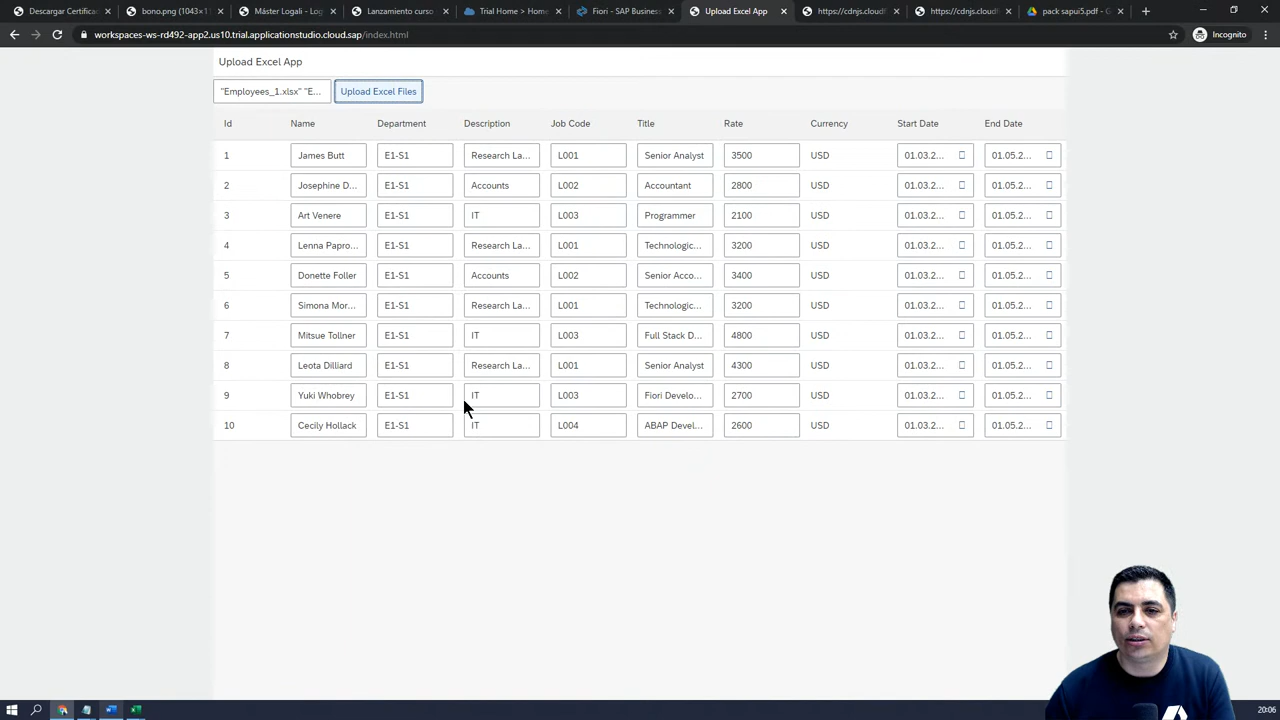 Descargar Certifica
bono.png (1043×1
Máster Logali - Log
Lanzamiento curso
Trial Home > Home
Fiori - SAP Business
Upload Excel App
https://cdnjs.cloudf
https://cdnjs.cloudf
pack sapui5.pdf - G
workspaces-ws-rd492-app2.us10.trial.applicationstudio.cloud.sap/index.html
Incognito
Upload Excel App
"Employees_1.xlsx" "E... Upload Excel Files
Id Name Department Description Job Code Title Rate Currency Start Date End Date
1 James Butt E1-S1 Research La... L001 Senior Analyst 3500 USD 01.03.2... 01.05.2...
2 Josephine D... E1-S1 Accounts L002 Accountant 2800 USD 01.03.2... 01.05.2...
3 Art Venere E1-S1 IT L003 Programmer 2100 USD 01.03.2... 01.05.2...
4 Lenna Papro... E1-S1 Research La... L001 Technologic... 3200 USD 01.03.2... 01.05.2...
5 Donette Foller E1-S1 Accounts L002 Senior Acco... 3400 USD 01.03.2... 01.05.2...
6 Simona Mor... E1-S1 Research La... L001 Technologic... 3200 USD 01.03.2... 01.05.2...
7 Mitsue Tollner E1-S1 IT L003 Full Stack D... 4800 USD 01.03.2... 01.05.2...
8 Leota Dilliard E1-S1 Research La... L001 Senior Analyst 4300 USD 01.03.2... 01.05.2...
9 Yuki Whobrey E1-S1 IT L003 Fiori Develo... 2700 USD 01.03.2... 01.05.2...
10 Cecily Hollack E1-S1 IT L004 ABAP Devel... 2600 USD 01.03.2... 01.05.2...
20:06